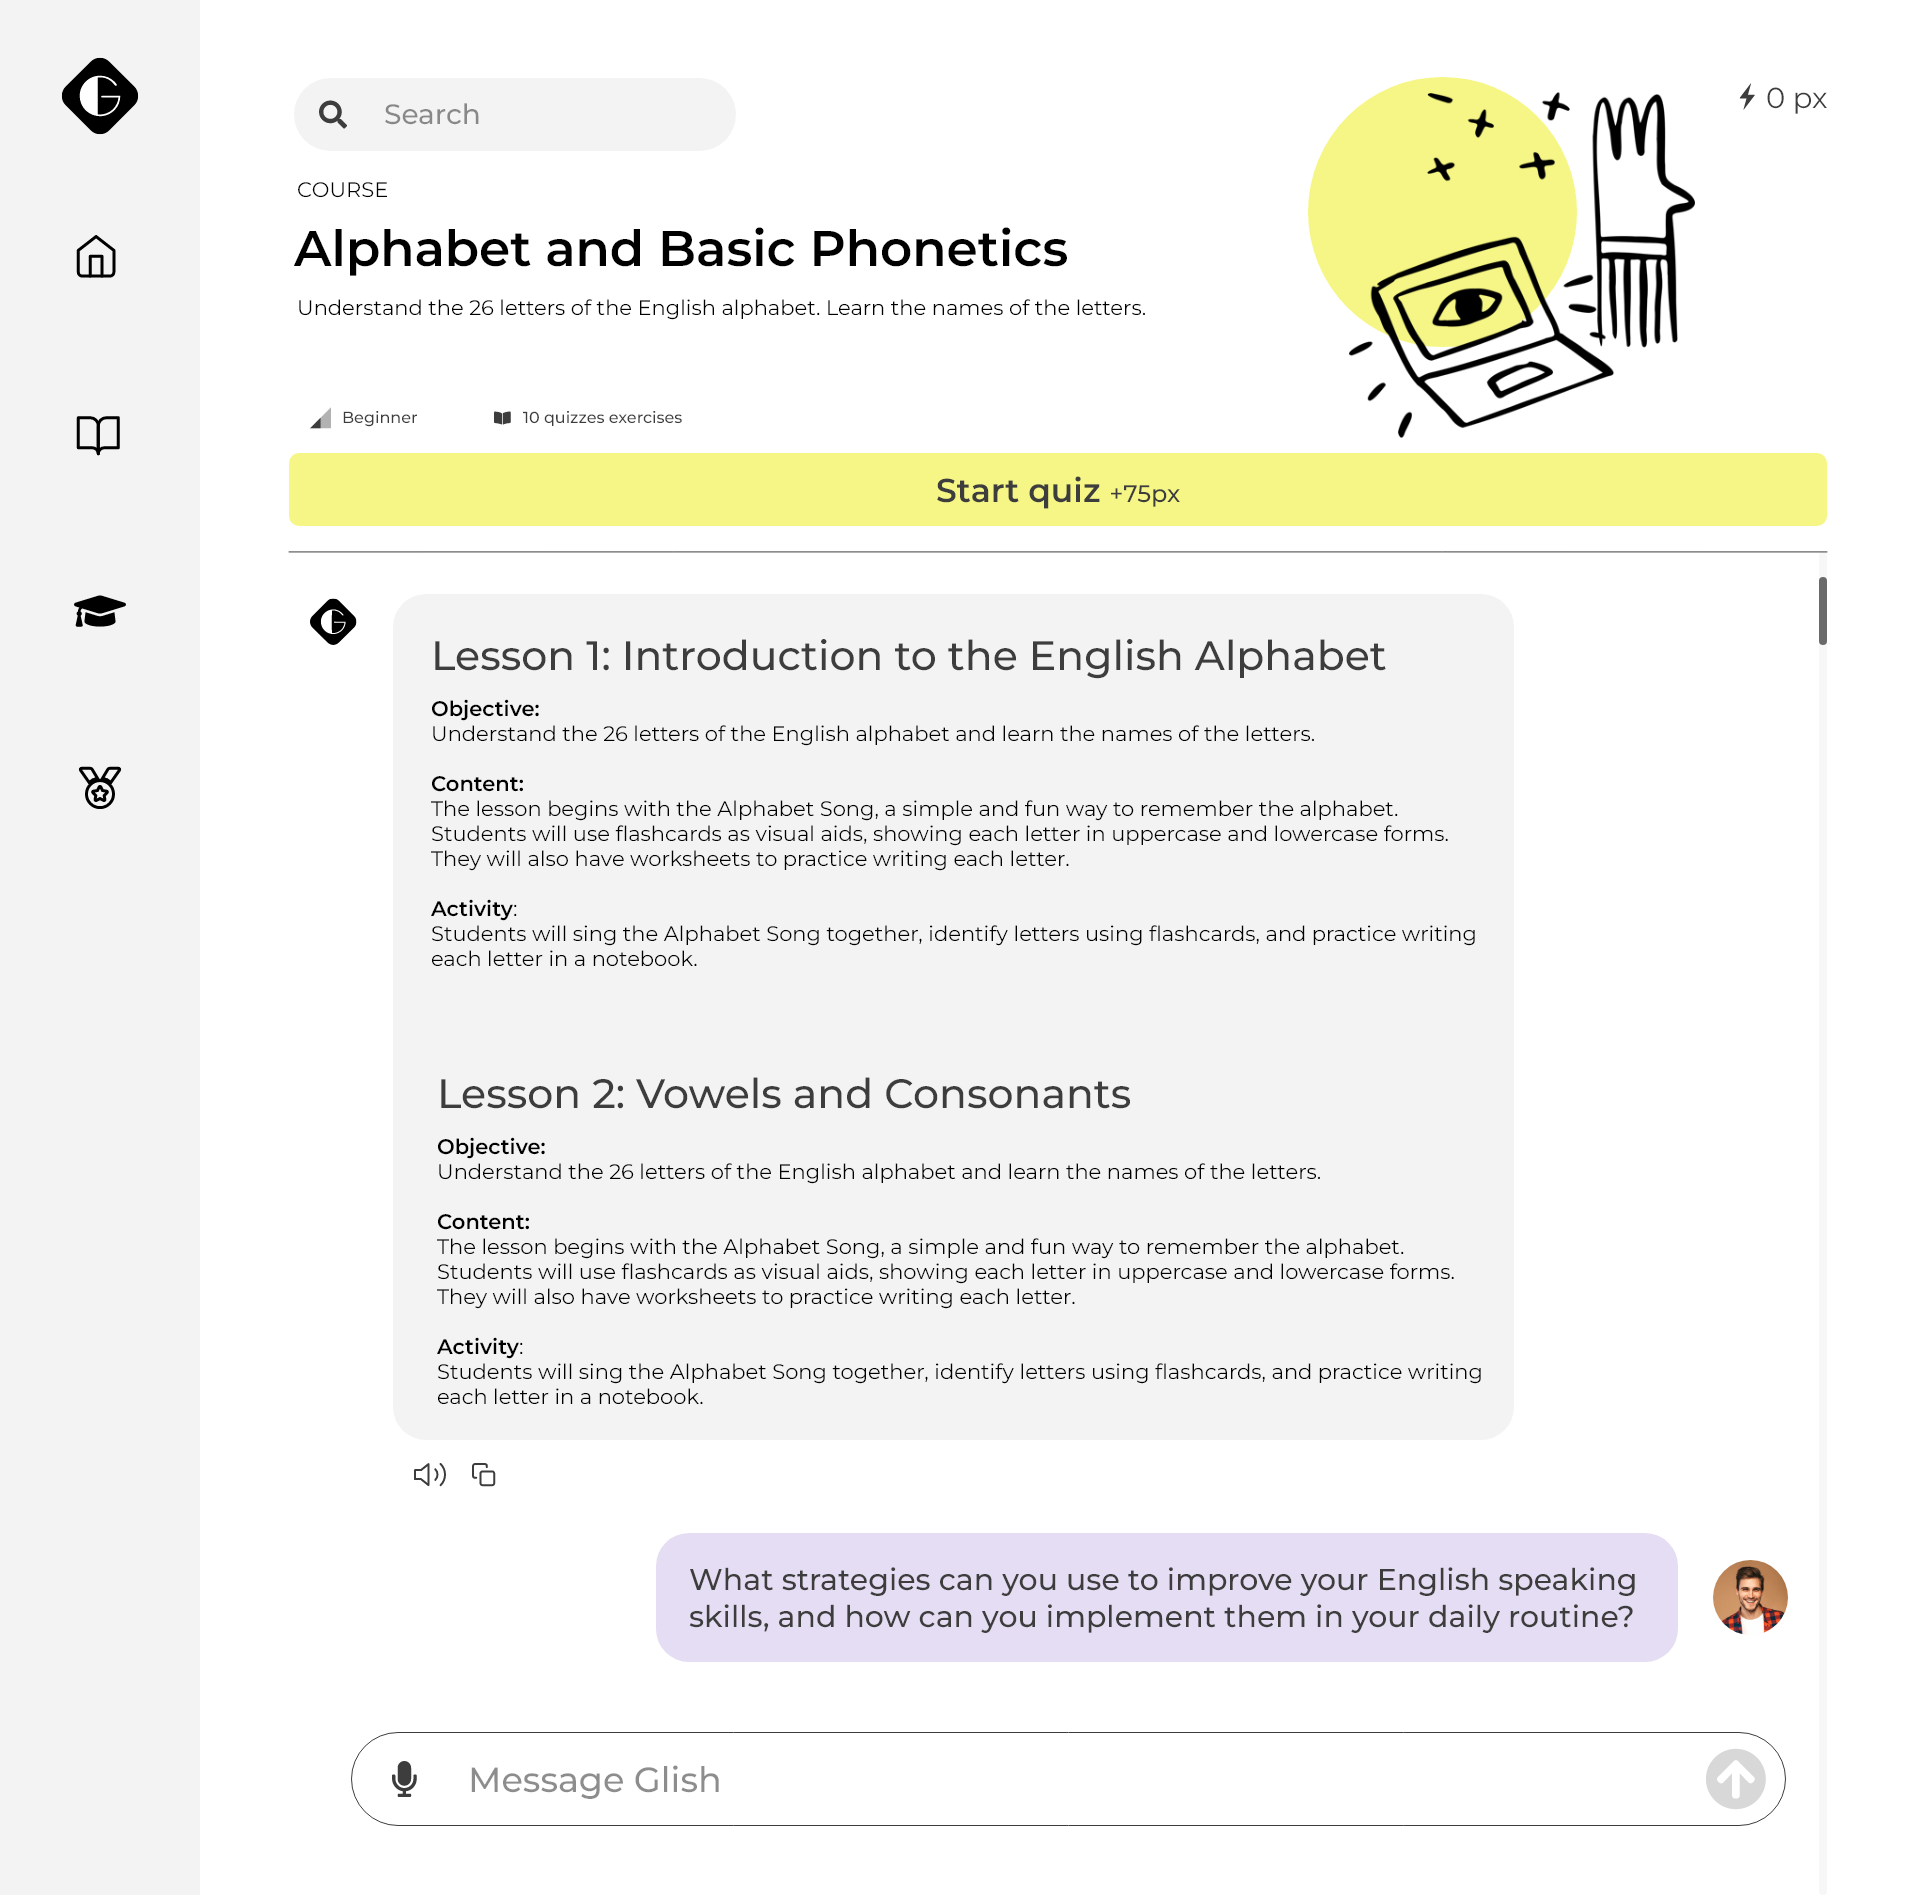 Search
0 px
COURSE
Alphabet and Basic Phonetics
Understand the 26 letters of the English alphabet. Learn the names of the letters.
Beginner
10 quizzes exercises
Start quiz +75px
Lesson 1: Introduction to the English Alphabet
Objective:
Understand the 26 letters of the English alphabet and learn the names of the letters.
Content:
The lesson begins with the Alphabet Song, a simple and fun way to remember the alphabet.
Students will use flashcards as visual aids, showing each letter in uppercase and lowercase forms.
They will also have worksheets to practice writing each letter.
Activity:
Students will sing the Alphabet Song together, identify letters using flashcards, and practice writing
each letter in a notebook.
Lesson 2: Vowels and Consonants
Objective:
Understand the 26 letters of the English alphabet and learn the names of the letters.
Content:
The lesson begins with the Alphabet Song, a simple and fun way to remember the alphabet.
Students will use flashcards as visual aids, showing each letter in uppercase and lowercase forms.
They will also have worksheets to practice writing each letter.
Activity:
Students will sing the Alphabet Song together, identify letters using flashcards, and practice writing
each letter in a notebook.
What strategies can you use to improve your English speaking
skills, and how can you implement them in your daily routine?
Message Glish